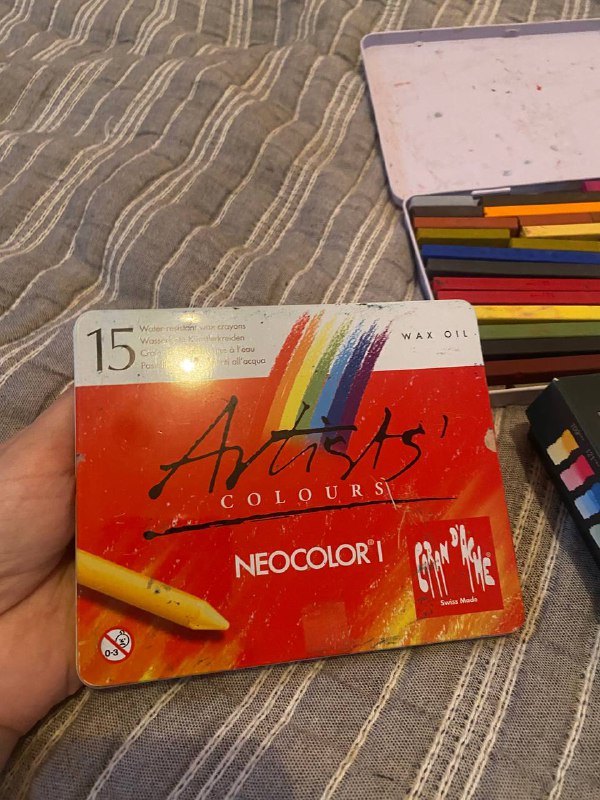 15
Water-resistant wax crayons
WAX OIL
Artists'
COLOURS
NEOCOLOR® I
CARAN D'ACHE®
Swiss Made
0-3